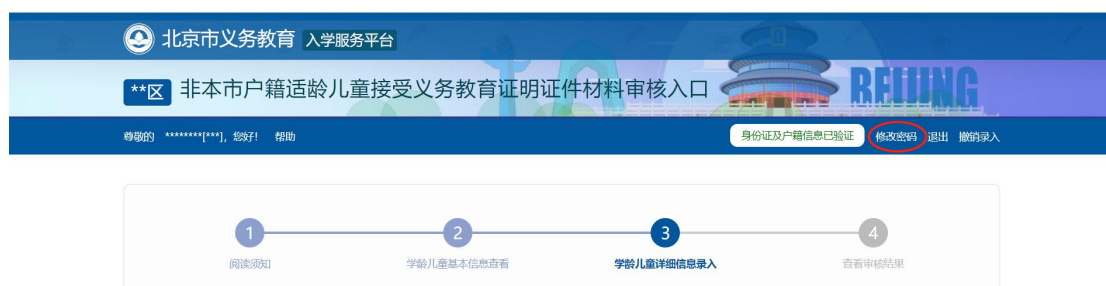 北京市义务教育 入学服务平台
**区 非本市户籍适龄儿童接受义务教育证明证件材料审核入口
BEIJING
尊敬的 ********[***], 您好! 帮助 身份证及户籍信息已验证 修改密码 退出 撤销录入
1 2 3 4
阅读须知 学龄儿童基本信息查看 学龄儿童详细信息录入 查看审核结果